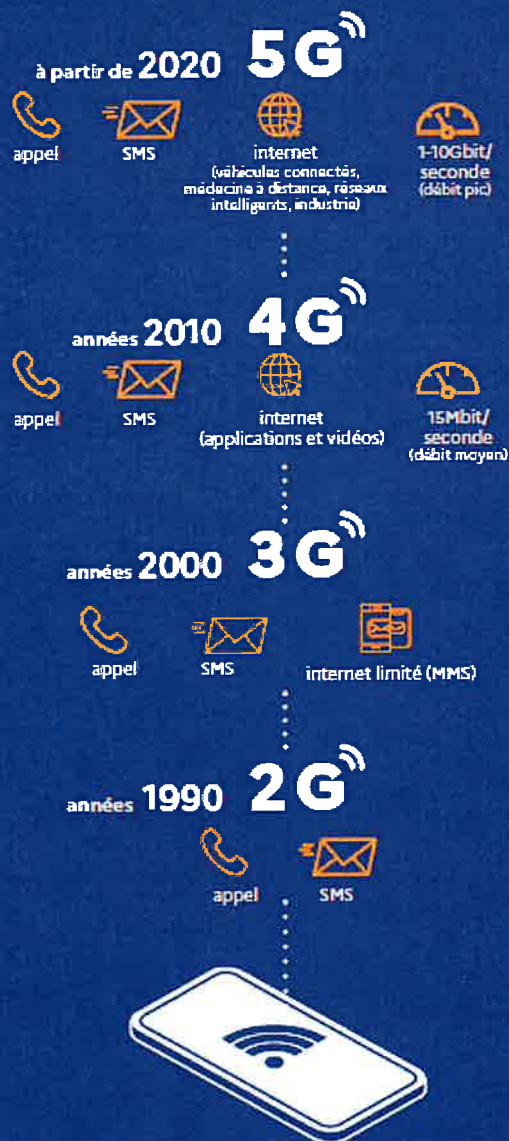 à partir de 2020 5G
appel
SMS
internet
(véhicules connectés,
médecine à distance, réseaux
intelligents, industrie)
1-10Gbit/
seconde
(débit pic)
années 2010 4G
appel
SMS
internet
(applications et vidéos)
15Mbit/
seconde
(débit moyen)
années 2000 3G
appel
SMS
internet limité (MMS)
années 1990 2G
appel
SMS